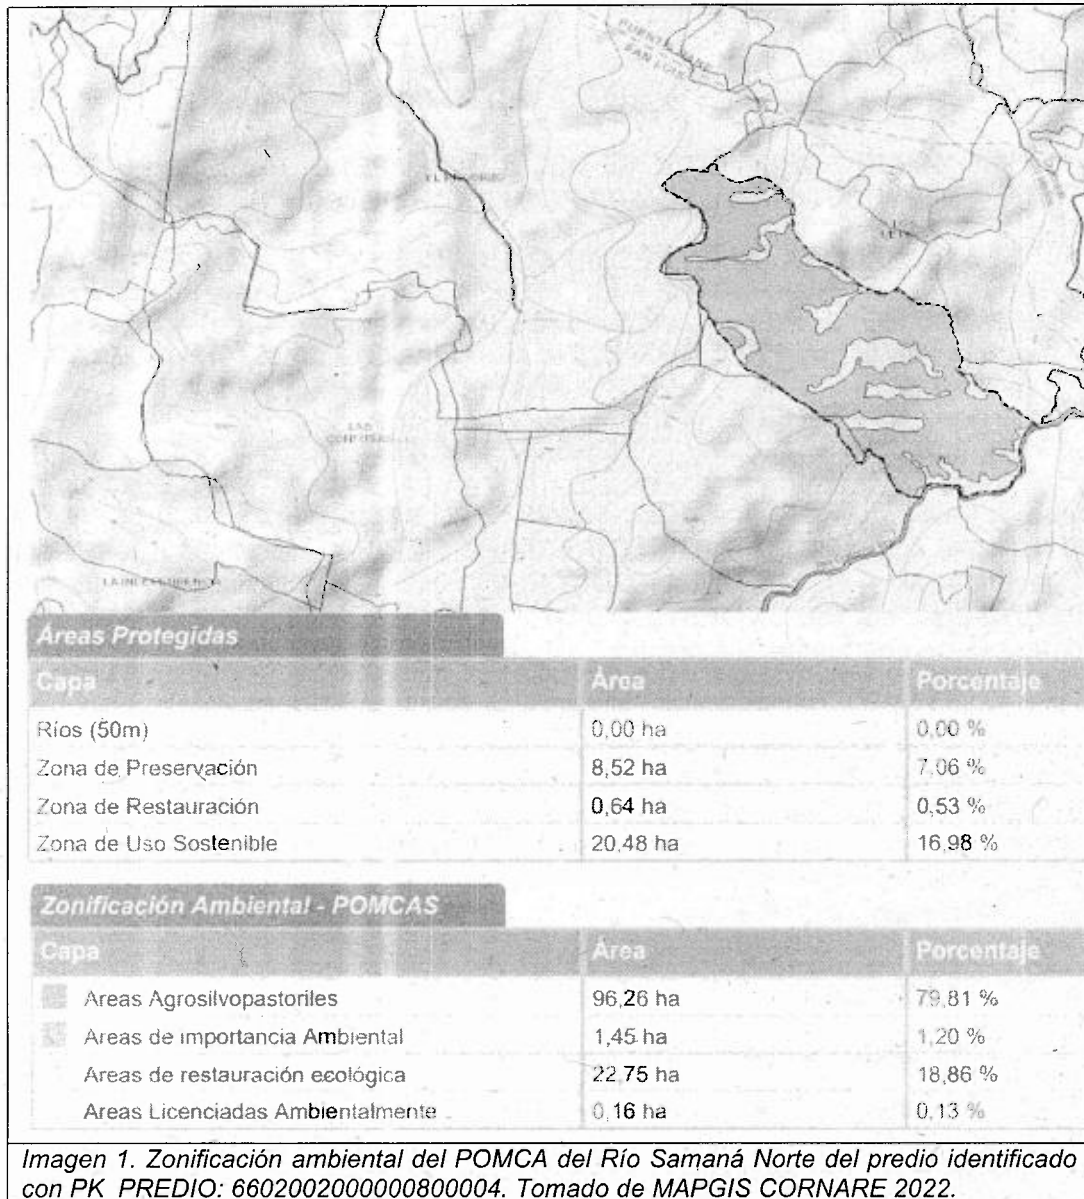 PUENTE
SAN
LAS
Áreas Protegidas
Capa Área Porcentaje
Ríos (50m) 0,00 ha 0,00 %
Zona de Preservación 8,52 ha 7,06 %
Zona de Restauración 0,64 ha 0,53 %
Zona de Uso Sostenible 20,48 ha 16,98 %
Zonificación Ambiental - POMCAS
Capa Área Porcentaje
Areas Agrosilvopastoriles 96,26 ha 79,81 %
Areas de importancia Ambiental 1,45 ha 1,20 %
Areas de restauración ecológica 22,75 ha 18,86 %
Areas Licenciadas Ambientalmente 0,16 ha 0,13 %
Imagen 1. Zonificación ambiental del POMCA del Río Samaná Norte del predio identificado
con PK PREDIO: 6602002000000800004. Tomado de MAPGIS CORNARE 2022.